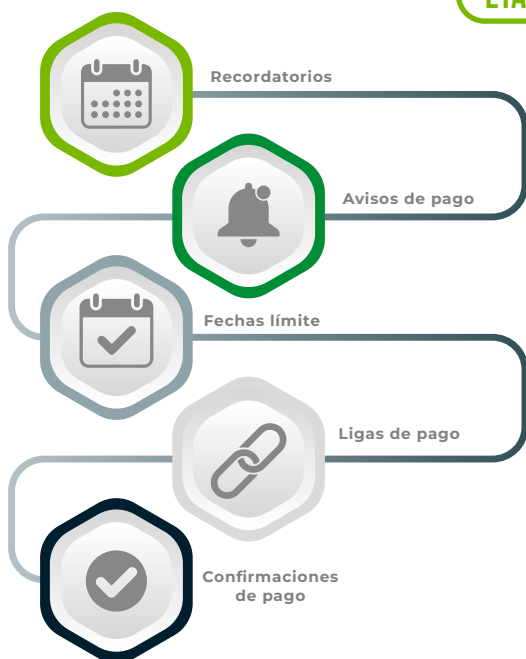 Recordatorios
Avisos de pago
Fechas límite
Ligas de pago
Confirmaciones
de pago